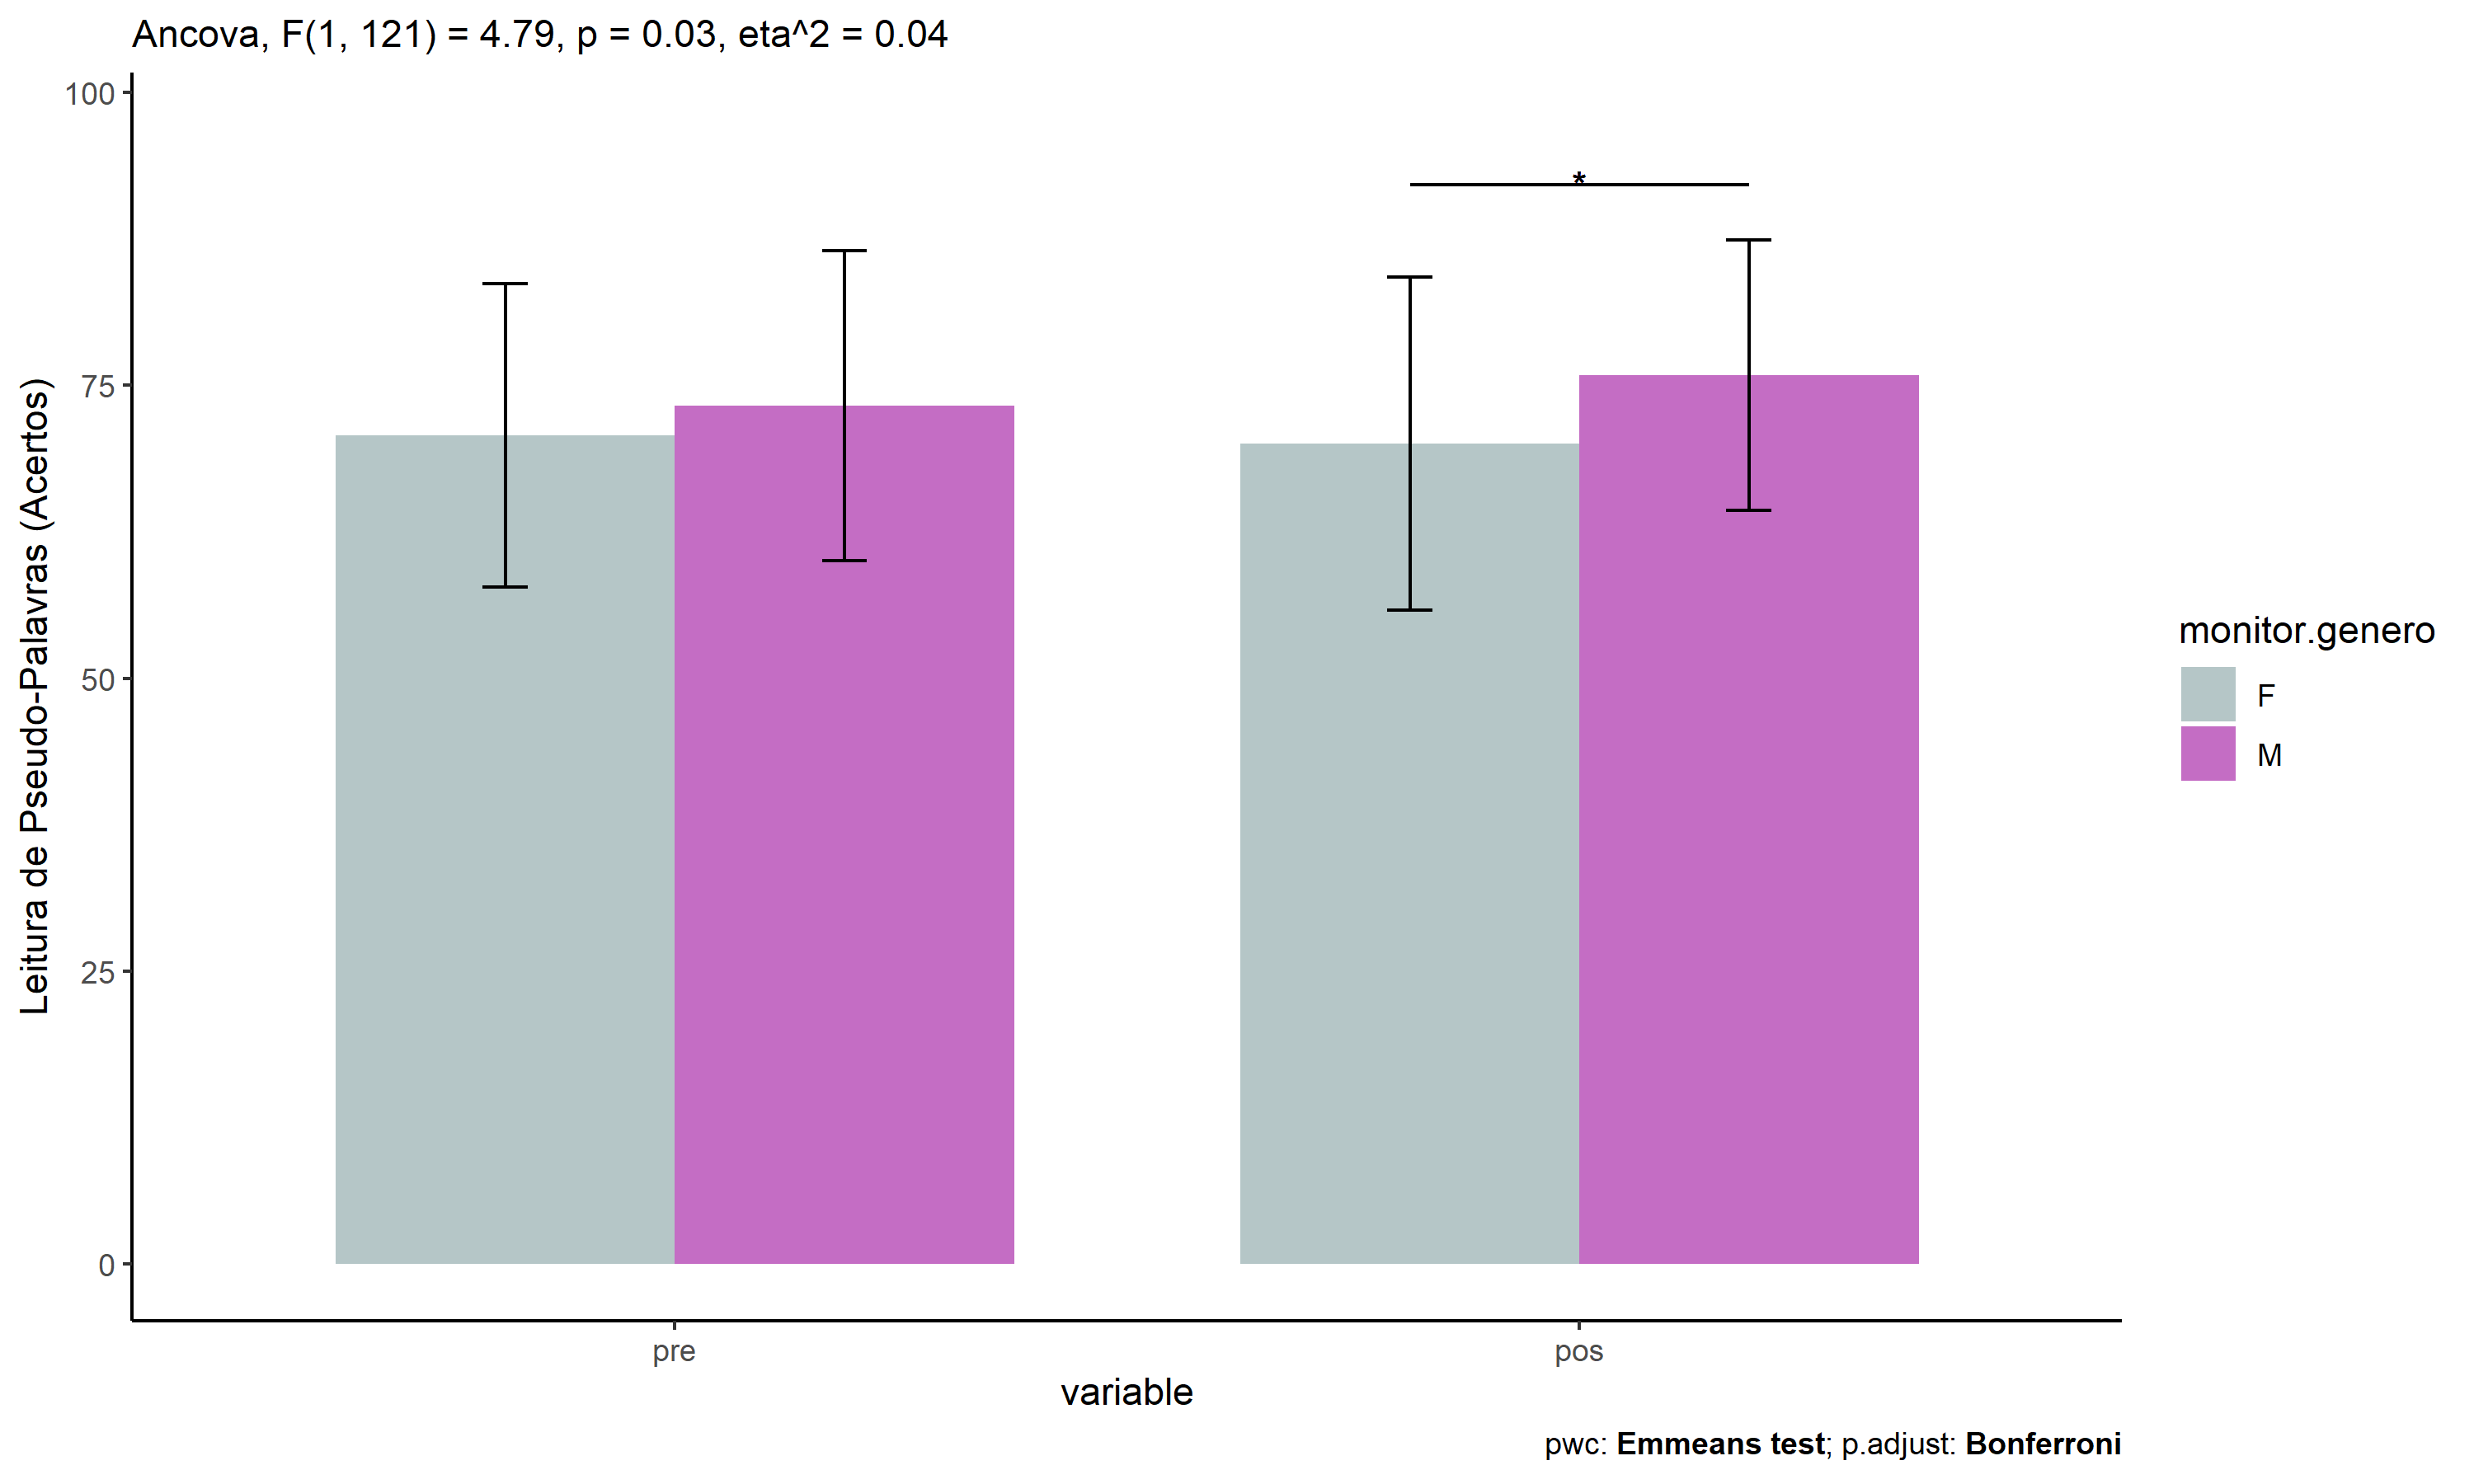 Ancova, F(1, 121) = 4.79, p = 0.03, eta^2 = 0.04
Leitura de Pseudo-Palavras (Acertos)
100
75
50
25
0
*
pre
pos
variable
monitor.genero
F
M
pwc: Emmeans test; p.adjust: Bonferroni